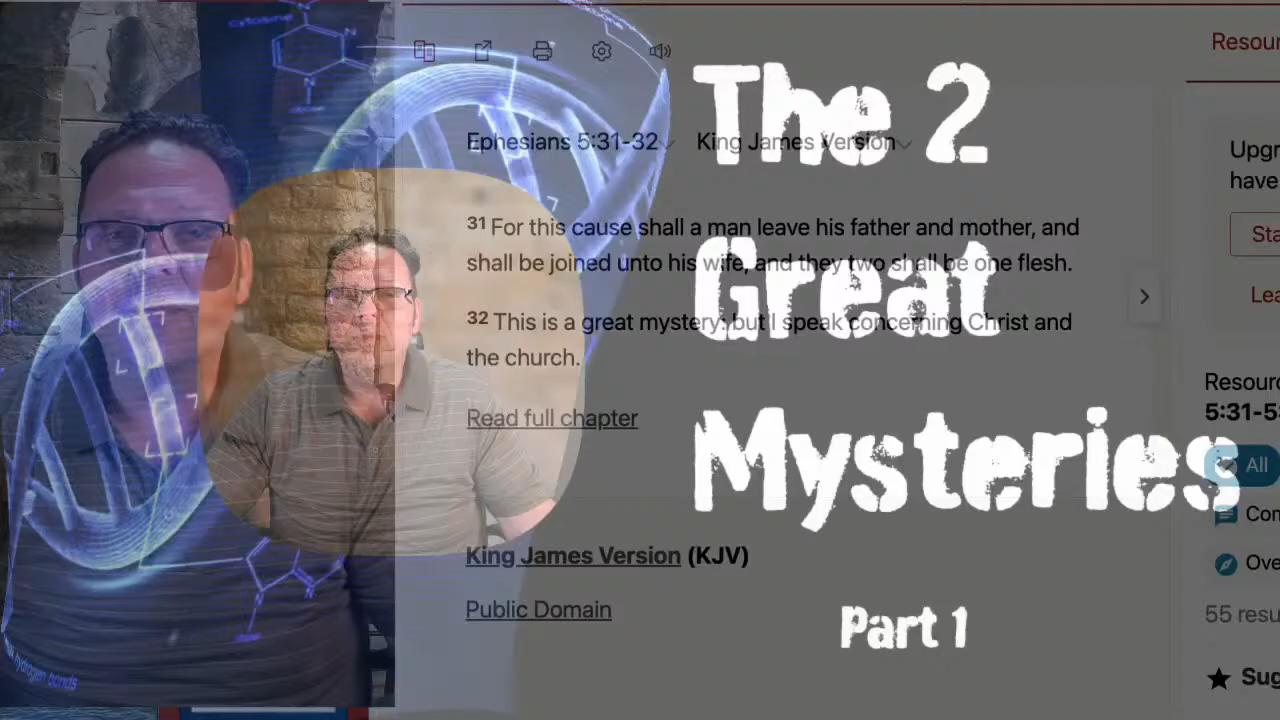 cytosine
N
N
The 2
Great
Mysteries
Part 1
Ephesians 5:31-32
King James Version
31 For this cause shall a man leave his father and mother, and
shall be joined unto his wife, and they two shall be one flesh.
32 This is a great mystery: but I speak concerning Christ and
the church.
Read full chapter
King James Version (KJV)
Public Domain
hydrogen bonds
Resour
Upgr
have
Sta
Lea
Resourc
5:31-5:
All
Con
Ove
55 resu
Sug